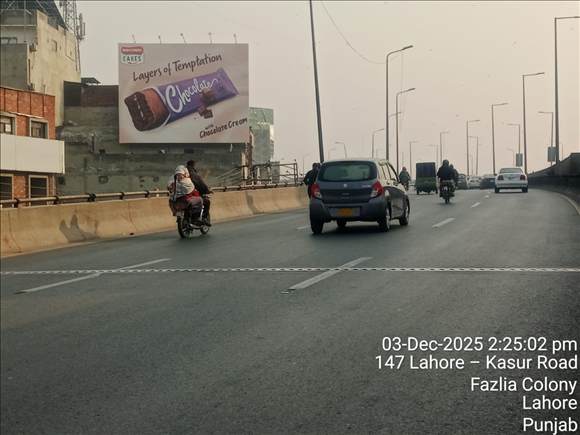 CAKES
Layers of Temptation
Chocolate
with
Chocolate Cream
03-Dec-2025 2:25:02 pm
147 Lahore – Kasur Road
Fazlia Colony
Lahore
Punjab